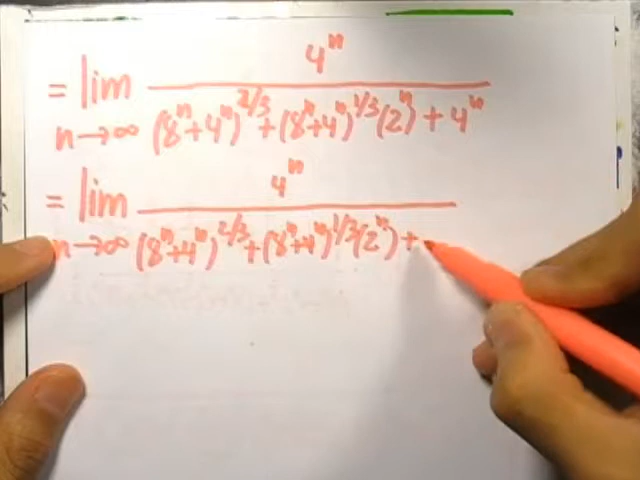 = lim 4^n / (8^n+4^n)^2/3+(8^n+4^n)^1/3(2^n)+4^n
n→∞
= lim 4^n / (8^n+4^n)^2/3+(8^n+4^n)^1/3(2^n)+
n→∞